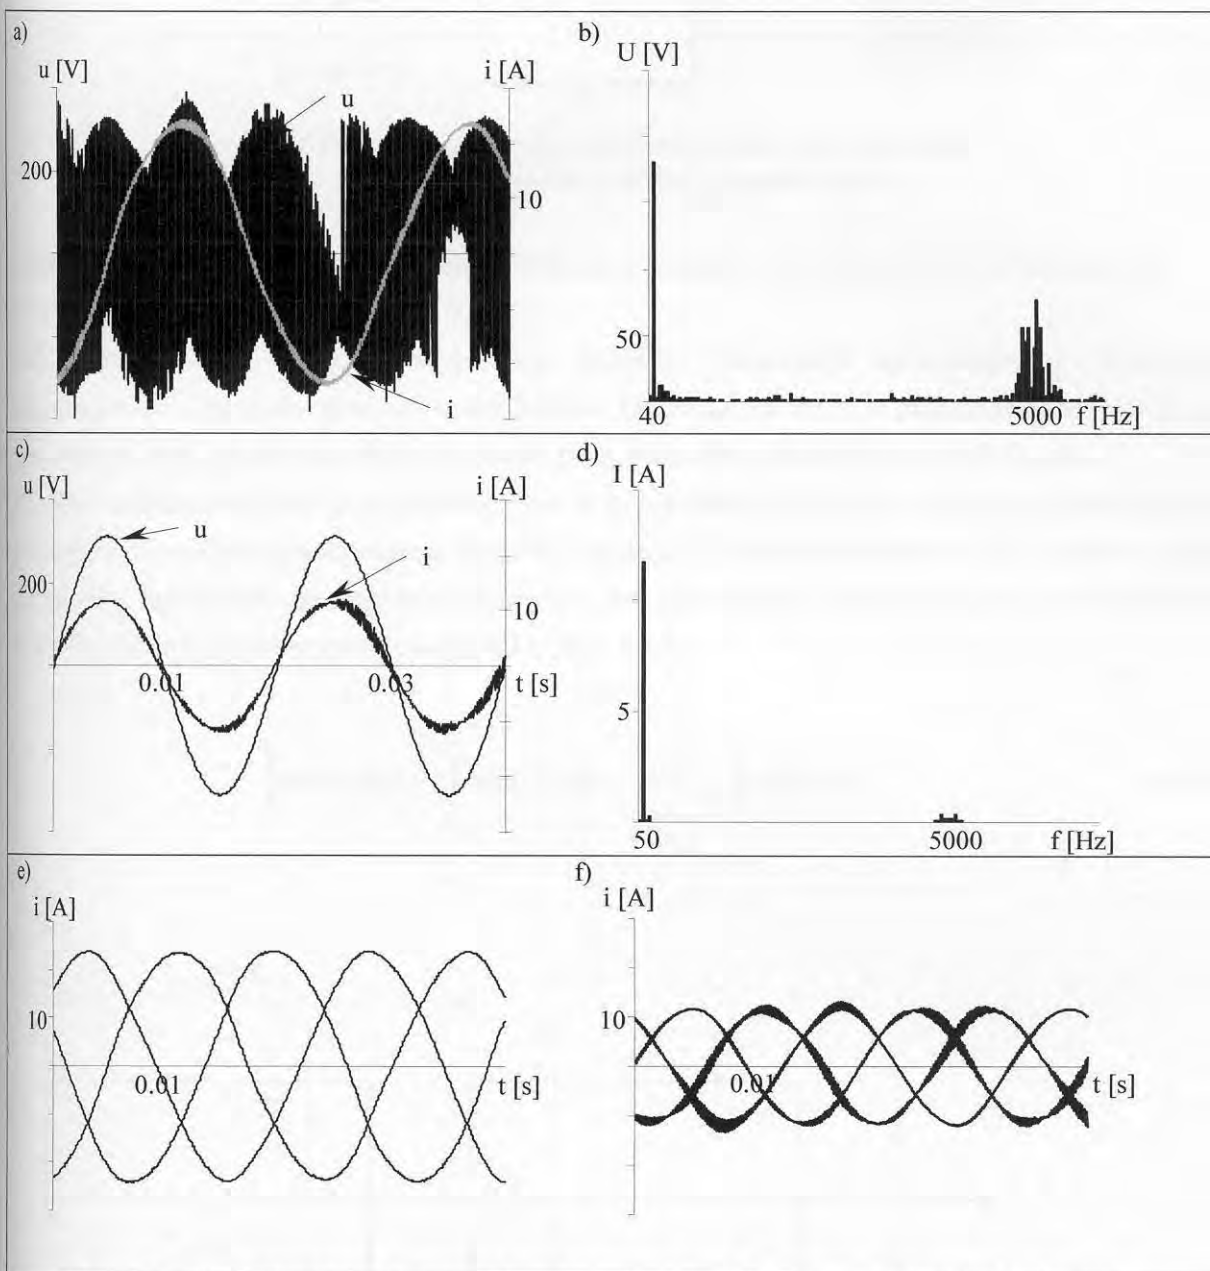 a)
u [V]
i [A]
u
200
10
i
b)
U [V]
50
40
5000
f [Hz]
c)
u [V]
i [A]
u
i
200
10
0.01
0.03
t [s]
d)
I [A]
5
50
5000
f [Hz]
e)
i [A]
10
0.01
t [s]
f)
i [A]
10
0.01
t [s]